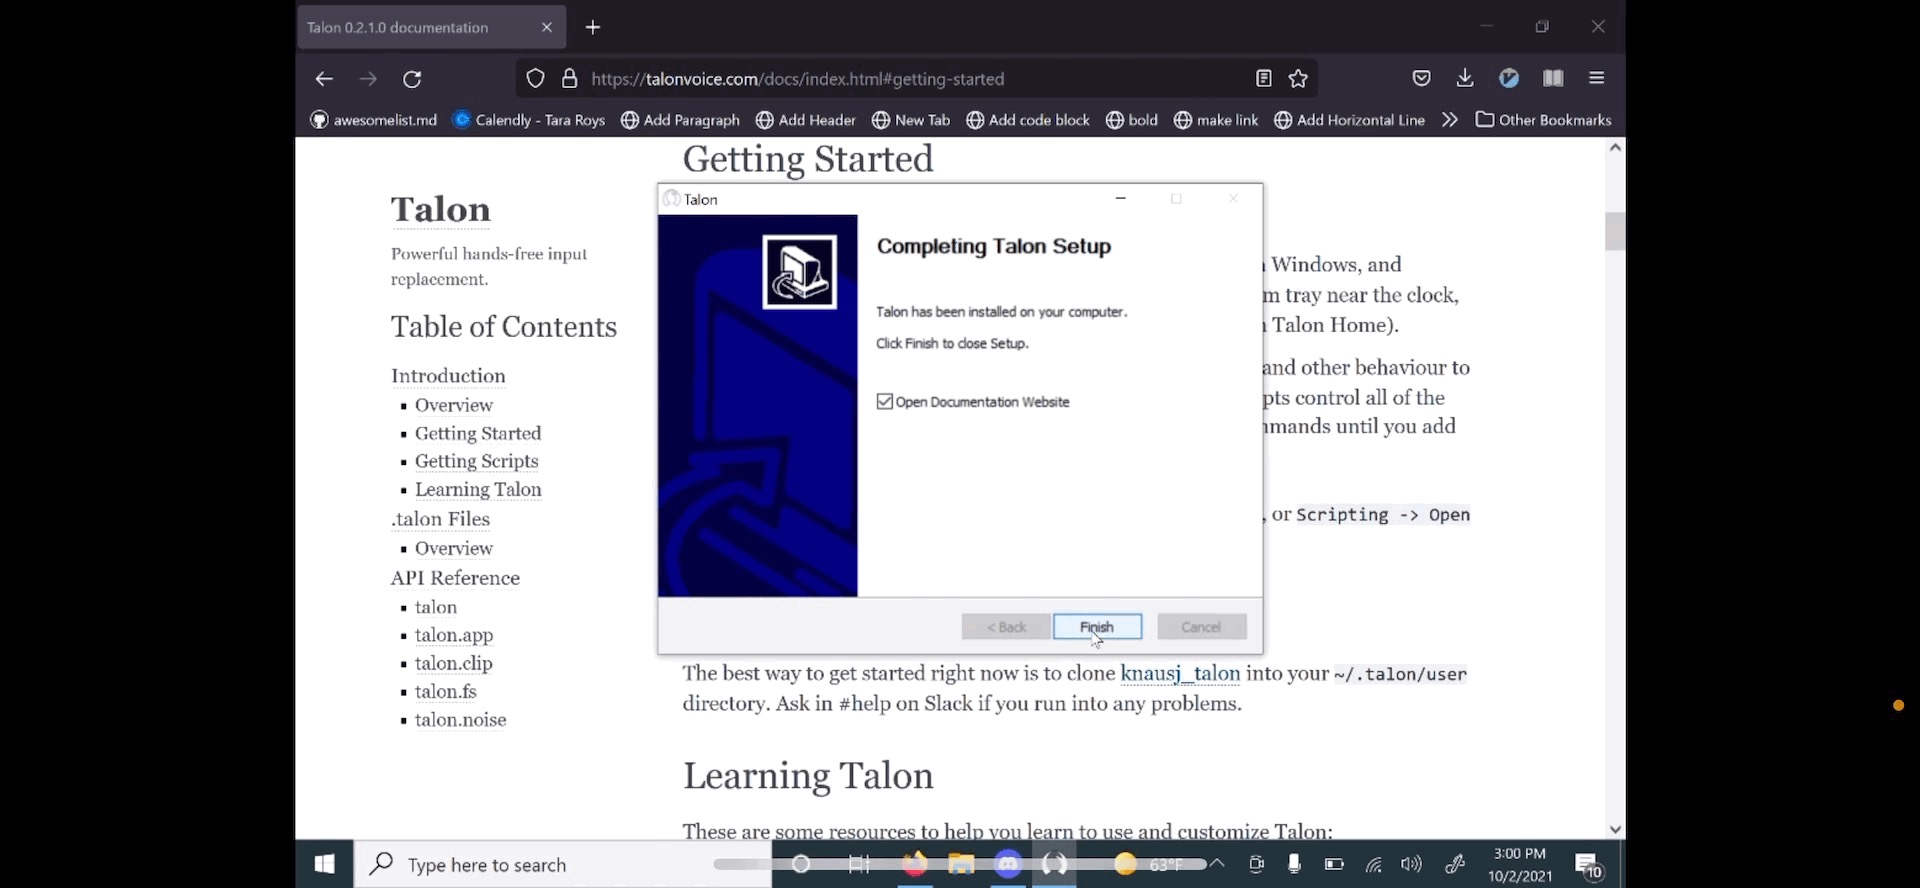 Talon 0.2.1.0 documentation
https://talonvoice.com/docs/index.html#getting-started
awesomelist.md
Calendly - Tara Roys
Add Paragraph
Add Header
New Tab
Add code block
bold
make link
Add Horizontal Line
Other Bookmarks
Talon
Powerful hands-free input
replacement.
Table of Contents
Introduction
Overview
Getting Started
Getting Scripts
Learning Talon
.talon Files
Overview
API Reference
talon
talon.app
talon.clip
talon.fs
talon.noise
Getting Started
Windows, and
m tray near the clock,
Talon Home).
and other behaviour to
pts control all of the
mands until you add
, or Scripting -> Open
Talon
Completing Talon Setup
Talon has been installed on your computer.
Click Finish to close Setup.
Open Documentation Website
< Back
Finish
Cancel
The best way to get started right now is to clone knausj_talon into your ~/.talon/user
directory. Ask in #help on Slack if you run into any problems.
Learning Talon
These are some resources to help you learn to use and customize Talon:
Type here to search
63°F
3:00 PM
10/2/2021
10